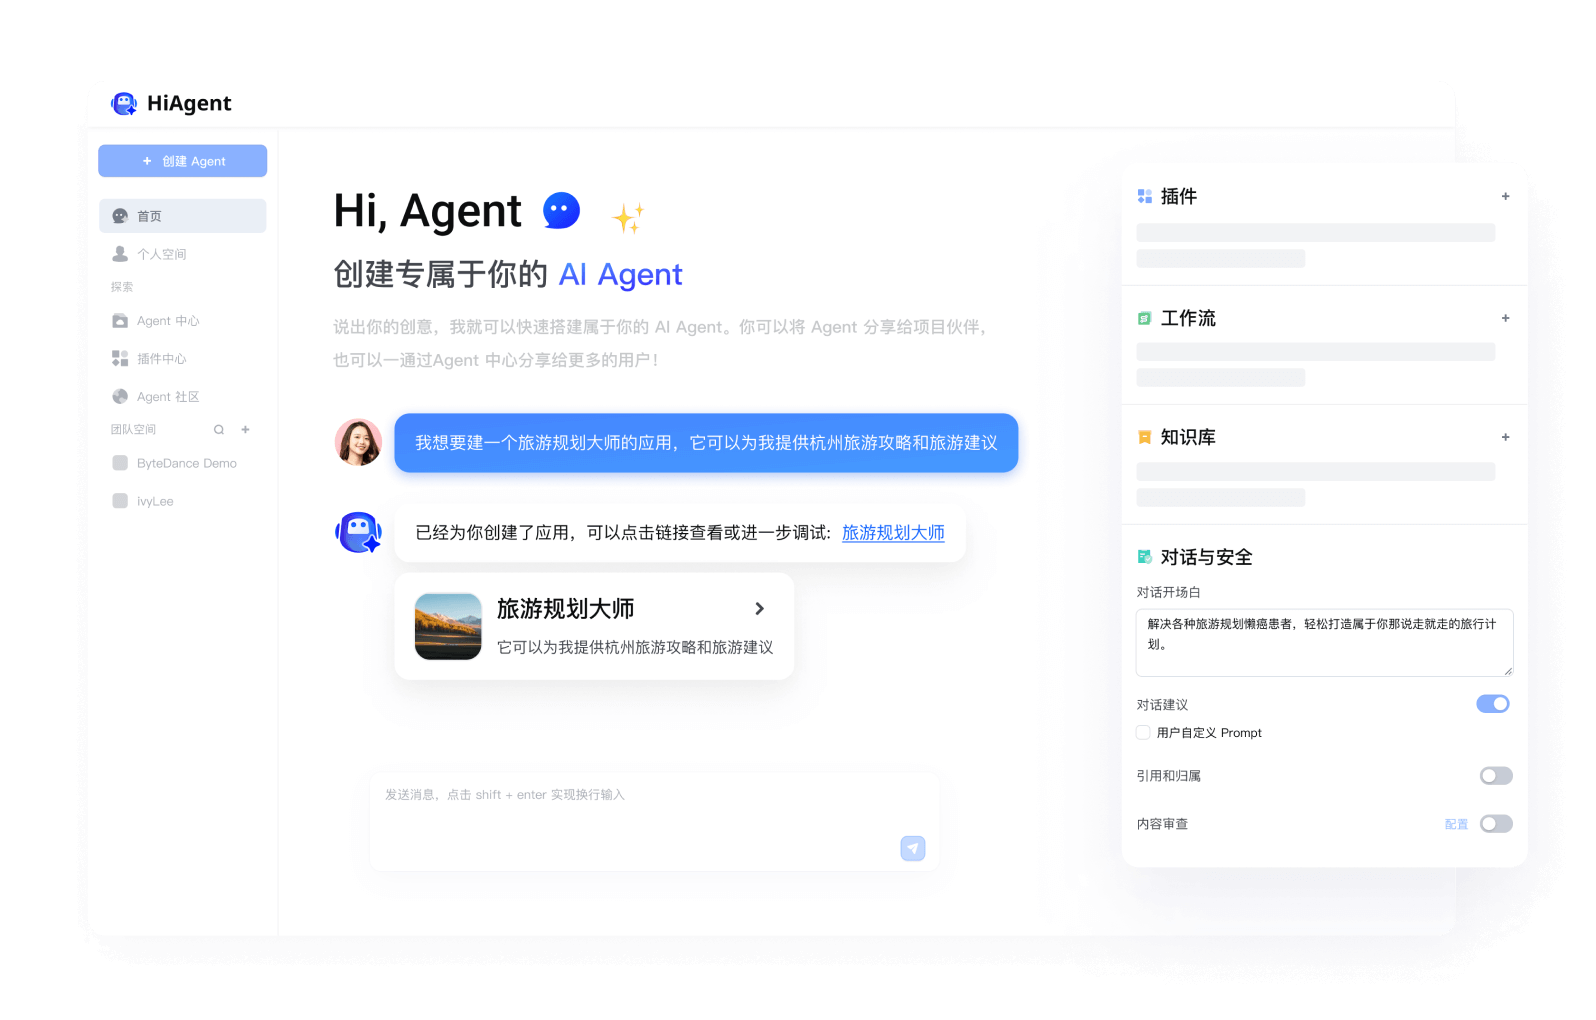 HiAgent
+ 创建 Agent
首页
个人空间
探索
Agent 中心
插件中心
Agent 社区
团队空间
ByteDance Demo
ivyLee
Hi, Agent
创建专属于你的 AI Agent
说出你的创意，我就可以快速搭建属于你的 AI Agent。你可以将 Agent 分享给项目伙伴，
也可以一通过Agent 中心分享给更多的用户！
我想要建一个旅游规划大师的应用，它可以为我提供杭州旅游攻略和旅游建议
已经为你创建了应用，可以点击链接查看或进一步调试: 旅游规划大师
旅游规划大师
它可以为我提供杭州旅游攻略和旅游建议
发送消息，点击 shift + enter 实现换行输入
插件
工作流
知识库
对话与安全
对话开场白
解决各种旅游规划懒癌患者，轻松打造属于你那说走就走的旅行计
划。
对话建议
用户自定义 Prompt
引用和归属
内容审查 配置